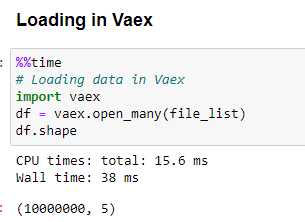 Loading in Vaex
:
%%time
# Loading data in Vaex
import vaex
df = vaex.open_many(file_list)
df.shape
CPU times: total: 15.6 ms
Wall time: 38 ms
:
(10000000, 5)